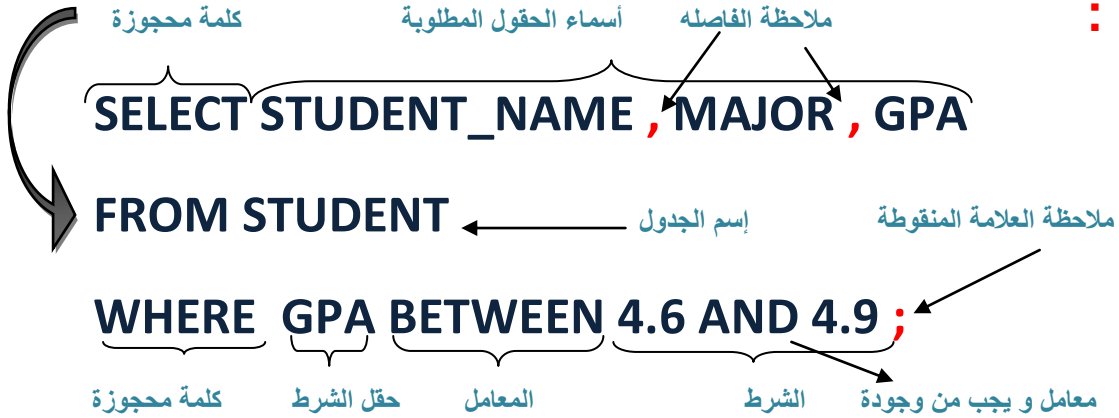 :
كلمة محجوزة أسماء الحقول المطلوبة ملاحظة الفاصله
SELECT STUDENT_NAME , MAJOR , GPA
FROM STUDENT
إسم الجدول
ملاحظة العلامة المنقوطة
WHERE GPA BETWEEN 4.6 AND 4.9 ;
كلمة محجوزة حقل الشرط المعامل الشرط معامل و يجب من وجودة